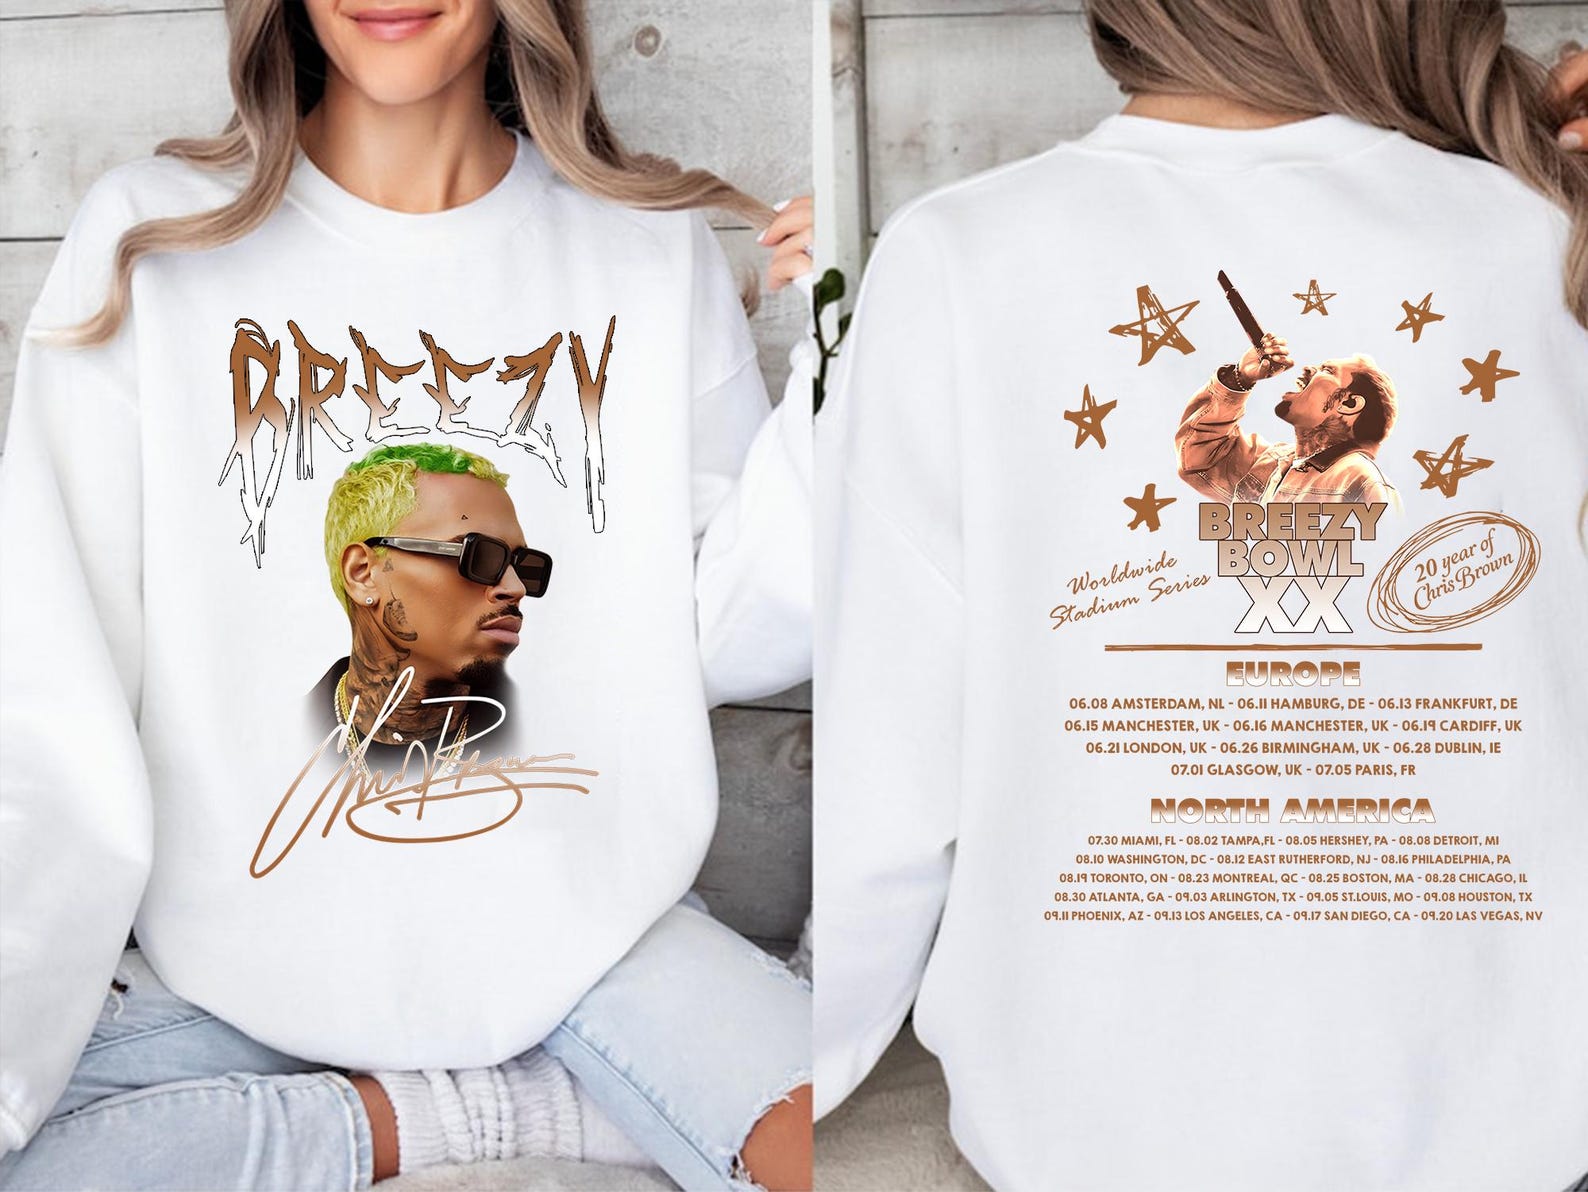 BREEZY
Chris Brown
BREEZY
BOWL
XX
Worldwide
Stadium Series
20 year of
Chris Brown
EUROPE
06.08 AMSTERDAM, NL - 06.11 HAMBURG, DE - 06.13 FRANKFURT, DE
06.15 MANCHESTER, UK - 06.16 MANCHESTER, UK - 06.19 CARDIFF, UK
06.21 LONDON, UK - 06.26 BIRMINGHAM, UK - 06.28 DUBLIN, IE
07.01 GLASGOW, UK - 07.05 PARIS, FR
NORTH AMERICA
07.30 MIAMI, FL - 08.02 TAMPA,FL - 08.05 HERSHEY, PA - 08.08 DETROIT, MI
08.10 WASHINGTON, DC - 08.12 EAST RUTHERFORD, NJ - 08.16 PHILADELPHIA, PA
08.19 TORONTO, ON - 08.23 MONTREAL, QC - 08.25 BOSTON, MA - 08.28 CHICAGO, IL
08.30 ATLANTA, GA - 09.03 ARLINGTON, TX - 09.05 ST.LOUIS, MO - 09.08 HOUSTON, TX
09.11 PHOENIX, AZ - 09.13 LOS ANGELES, CA - 09.17 SAN DIEGO, CA - 09.20 LAS VEGAS, NV